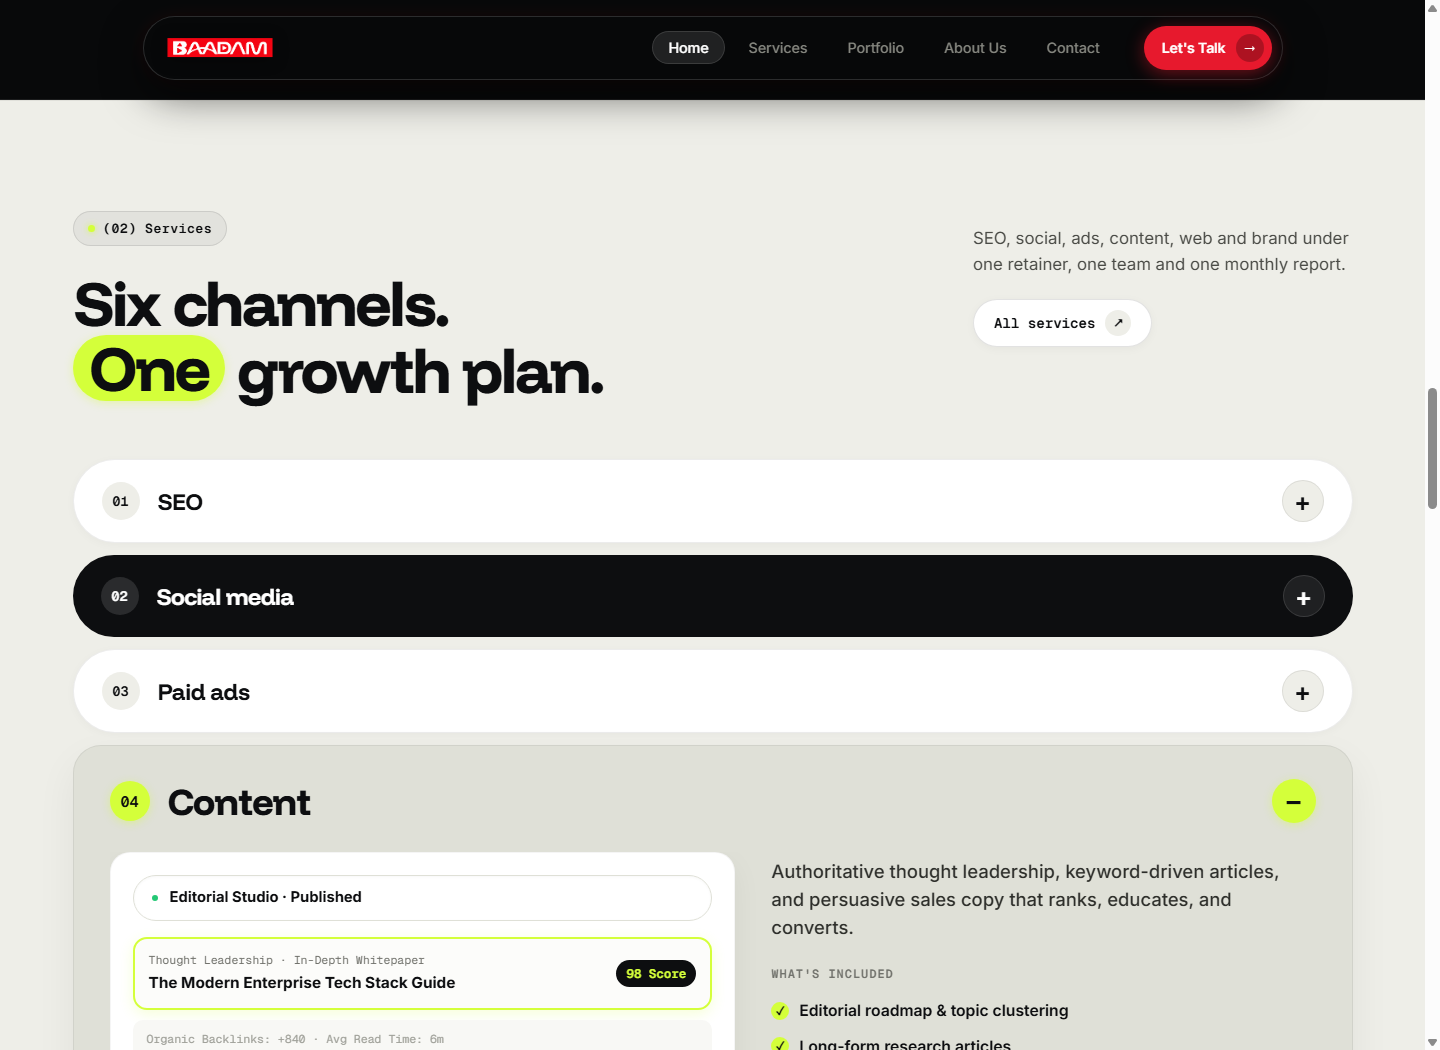 BAADAM
Home
Services
Portfolio
About Us
Contact
Let's Talk →
(02) Services
Six channels.
One growth plan.
SEO, social, ads, content, web and brand under
one retainer, one team and one monthly report.
All services ↗
01 SEO +
02 Social media +
03 Paid ads +
04 Content −
Editorial Studio · Published
Thought Leadership · In-Depth Whitepaper
The Modern Enterprise Tech Stack Guide
98 Score
Organic Backlinks: +840 · Avg Read Time: 6m
Authoritative thought leadership, keyword-driven articles,
and persuasive sales copy that ranks, educates, and
converts.
WHAT'S INCLUDED
✓ Editorial roadmap & topic clustering
✓ Long-form research articles